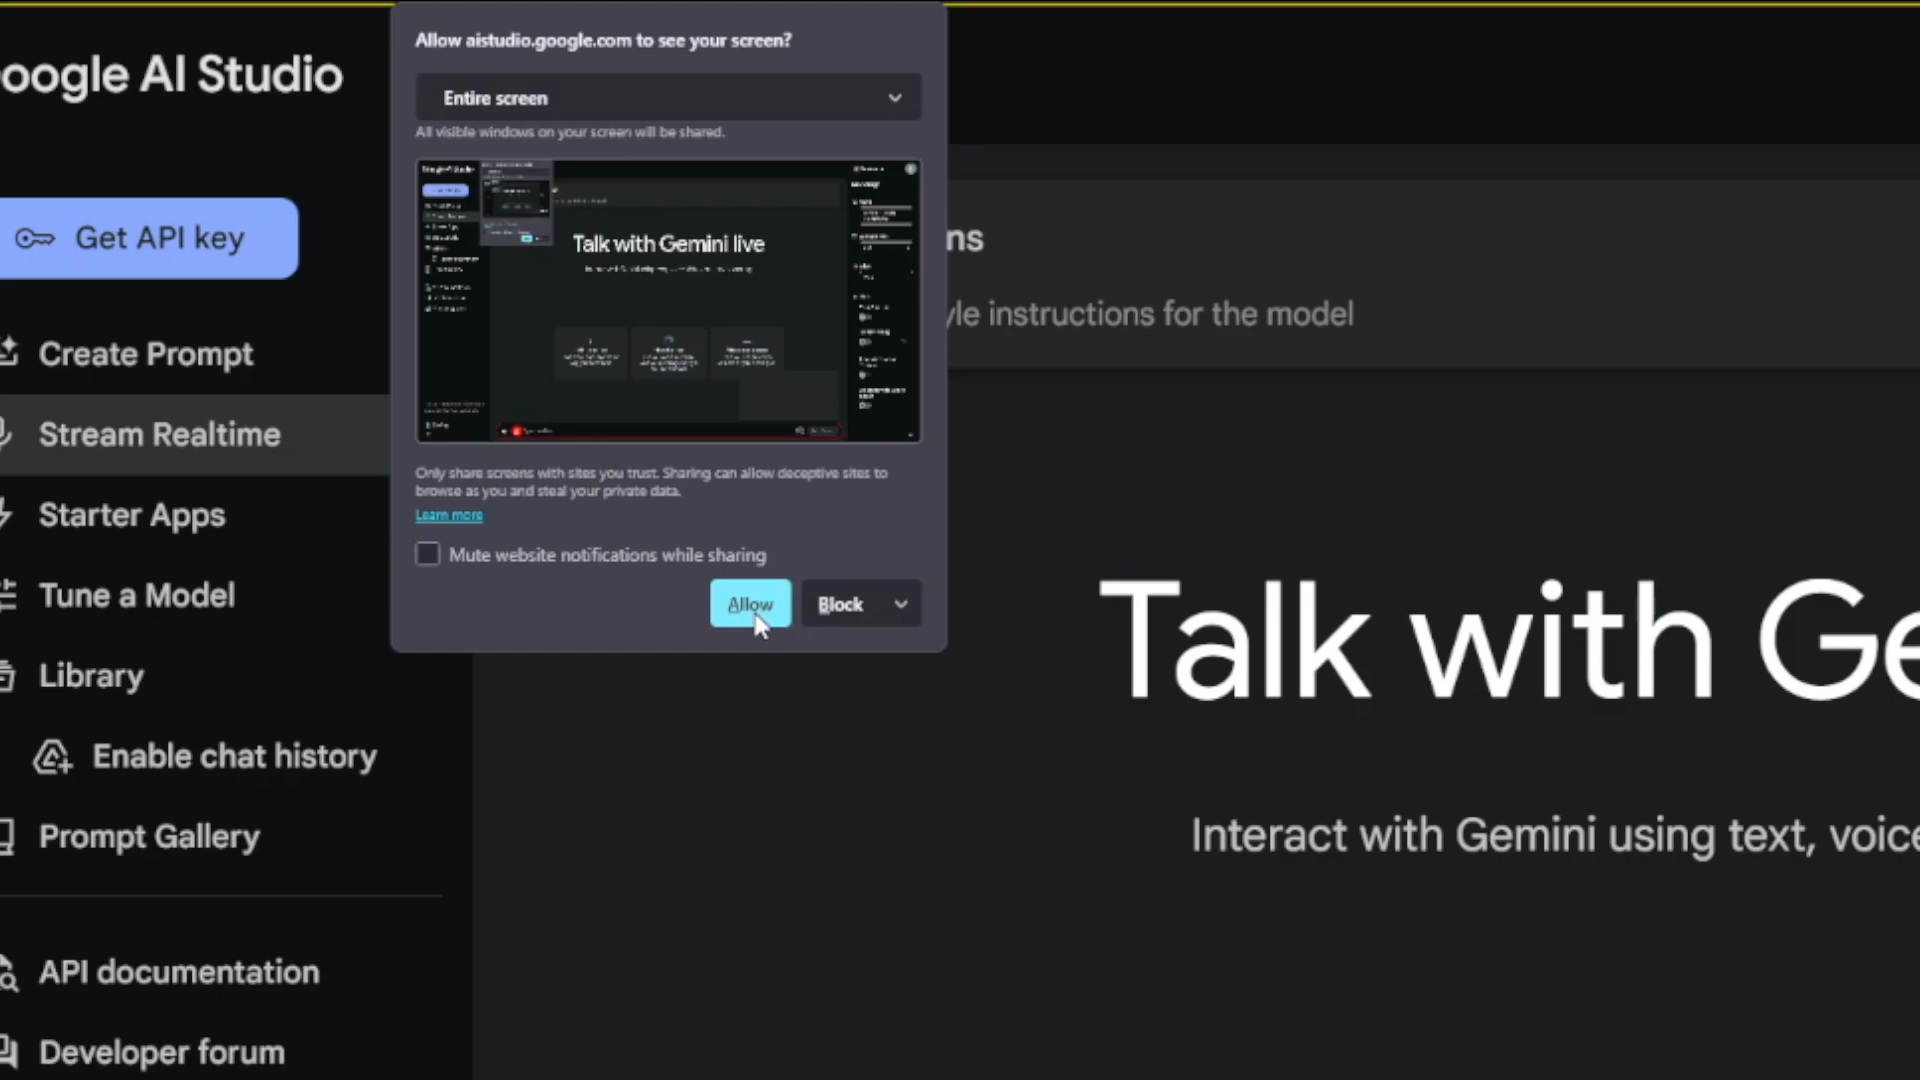 Allow aistudio.google.com to see your screen?
Entire screen
All visible windows on your screen will be shared.
Talk with Gemini live
Only share screens with sites you trust. Sharing can allow deceptive sites to
browse as you and steal your private data.
Learn more
Mute website notifications while sharing
Allow
Block
oogle AI Studio
Get API key
Create Prompt
Stream Realtime
Starter Apps
Tune a Model
Library
Enable chat history
Prompt Gallery
API documentation
Developer forum
ns
yle instructions for the model
Talk with Ge
Interact with Gemini using text, voice